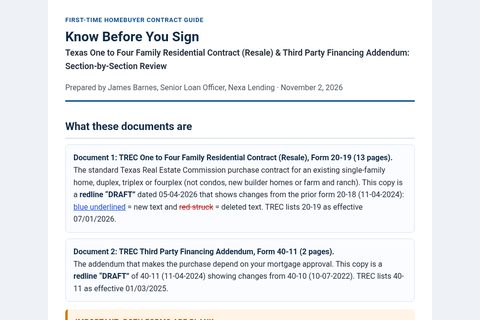 FIRST-TIME HOMEBUYER CONTRACT GUIDE
Know Before You Sign
Texas One to Four Family Residential Contract (Resale) & Third Party Financing Addendum:
Section-by-Section Review
Prepared by James Barnes, Senior Loan Officer, Nexa Lending · November 2, 2026
What these documents are
Document 1: TREC One to Four Family Residential Contract (Resale), Form 20-19 (13 pages).
The standard Texas Real Estate Commission purchase contract for an existing single-family
home, duplex, triplex or fourplex (not condos, new builder homes or farm and ranch). This copy is
a redline “DRAFT” dated 05-04-2026 that shows changes from the prior form 20-18 (11-04-2024):
blue underlined = new text and red struck = deleted text. TREC lists 20-19 as effective
07/01/2026.
Document 2: TREC Third Party Financing Addendum, Form 40-11 (2 pages).
The addendum that makes the purchase depend on your mortgage approval. This copy is a
redline “DRAFT” of 40-11 (11-04-2024) showing changes from 40-10 (10-07-2022). TREC lists 40-
11 as effective 01/03/2025.